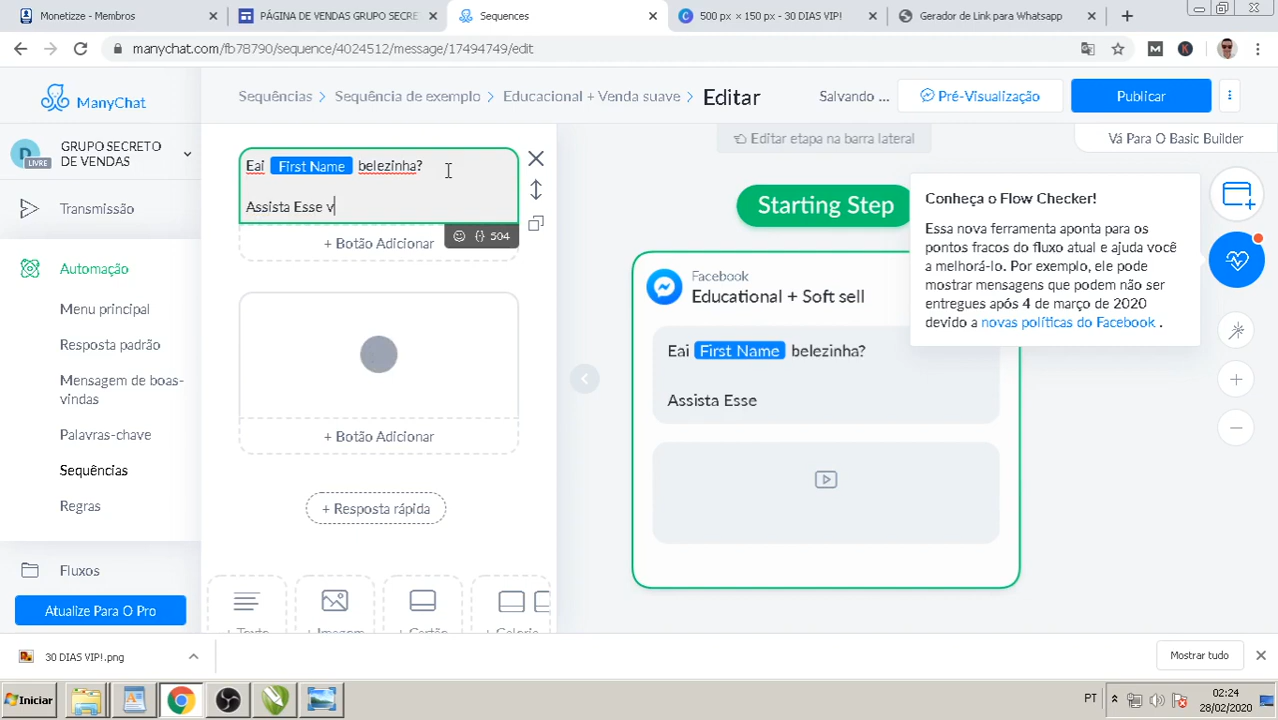 Monetizze - Membros
PÁGINA DE VENDAS GRUPO SECRE
Sequences
500 px × 150 px - 30 DIAS VIP!
Gerador de Link para Whatsapp
manychat.com/fb78790/sequence/4024512/message/17494749/edit
ManyChat
Sequências > Sequência de exemplo > Educacional + Venda suave > Editar
Salvando ...
Pré-Visualização
Publicar
GRUPO SECRETO
DE VENDAS
LIVRE
Editar etapa na barra lateral
Vá Para O Basic Builder
Transmissão
Automação
Menu principal
Resposta padrão
Mensagem de boas-
vindas
Palavras-chave
Sequências
Regras
Fluxos
Atualize Para O Pro
Eai First Name belezinha?
Assista Esse v
504
+ Botão Adicionar
+ Botão Adicionar
+ Resposta rápida
+ Texto
+ Imagem
+ Cartão
+ Galeria
Starting Step
Facebook
Educational + Soft sell
Eai First Name belezinha?
Assista Esse
Conheça o Flow Checker!
Essa nova ferramenta aponta para os
pontos fracos do fluxo atual e ajuda você
a melhorá-lo. Por exemplo, ele pode
mostrar mensagens que podem não ser
entregues após 4 de março de 2020
devido a novas políticas do Facebook .
30 DIAS VIP!.png
Mostrar tudo
Iniciar
PT
02:24
28/02/2020